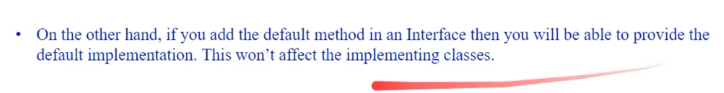 • On the other hand, if you add the default method in an Interface then you will be able to provide the
default implementation. This won't affect the implementing classes.